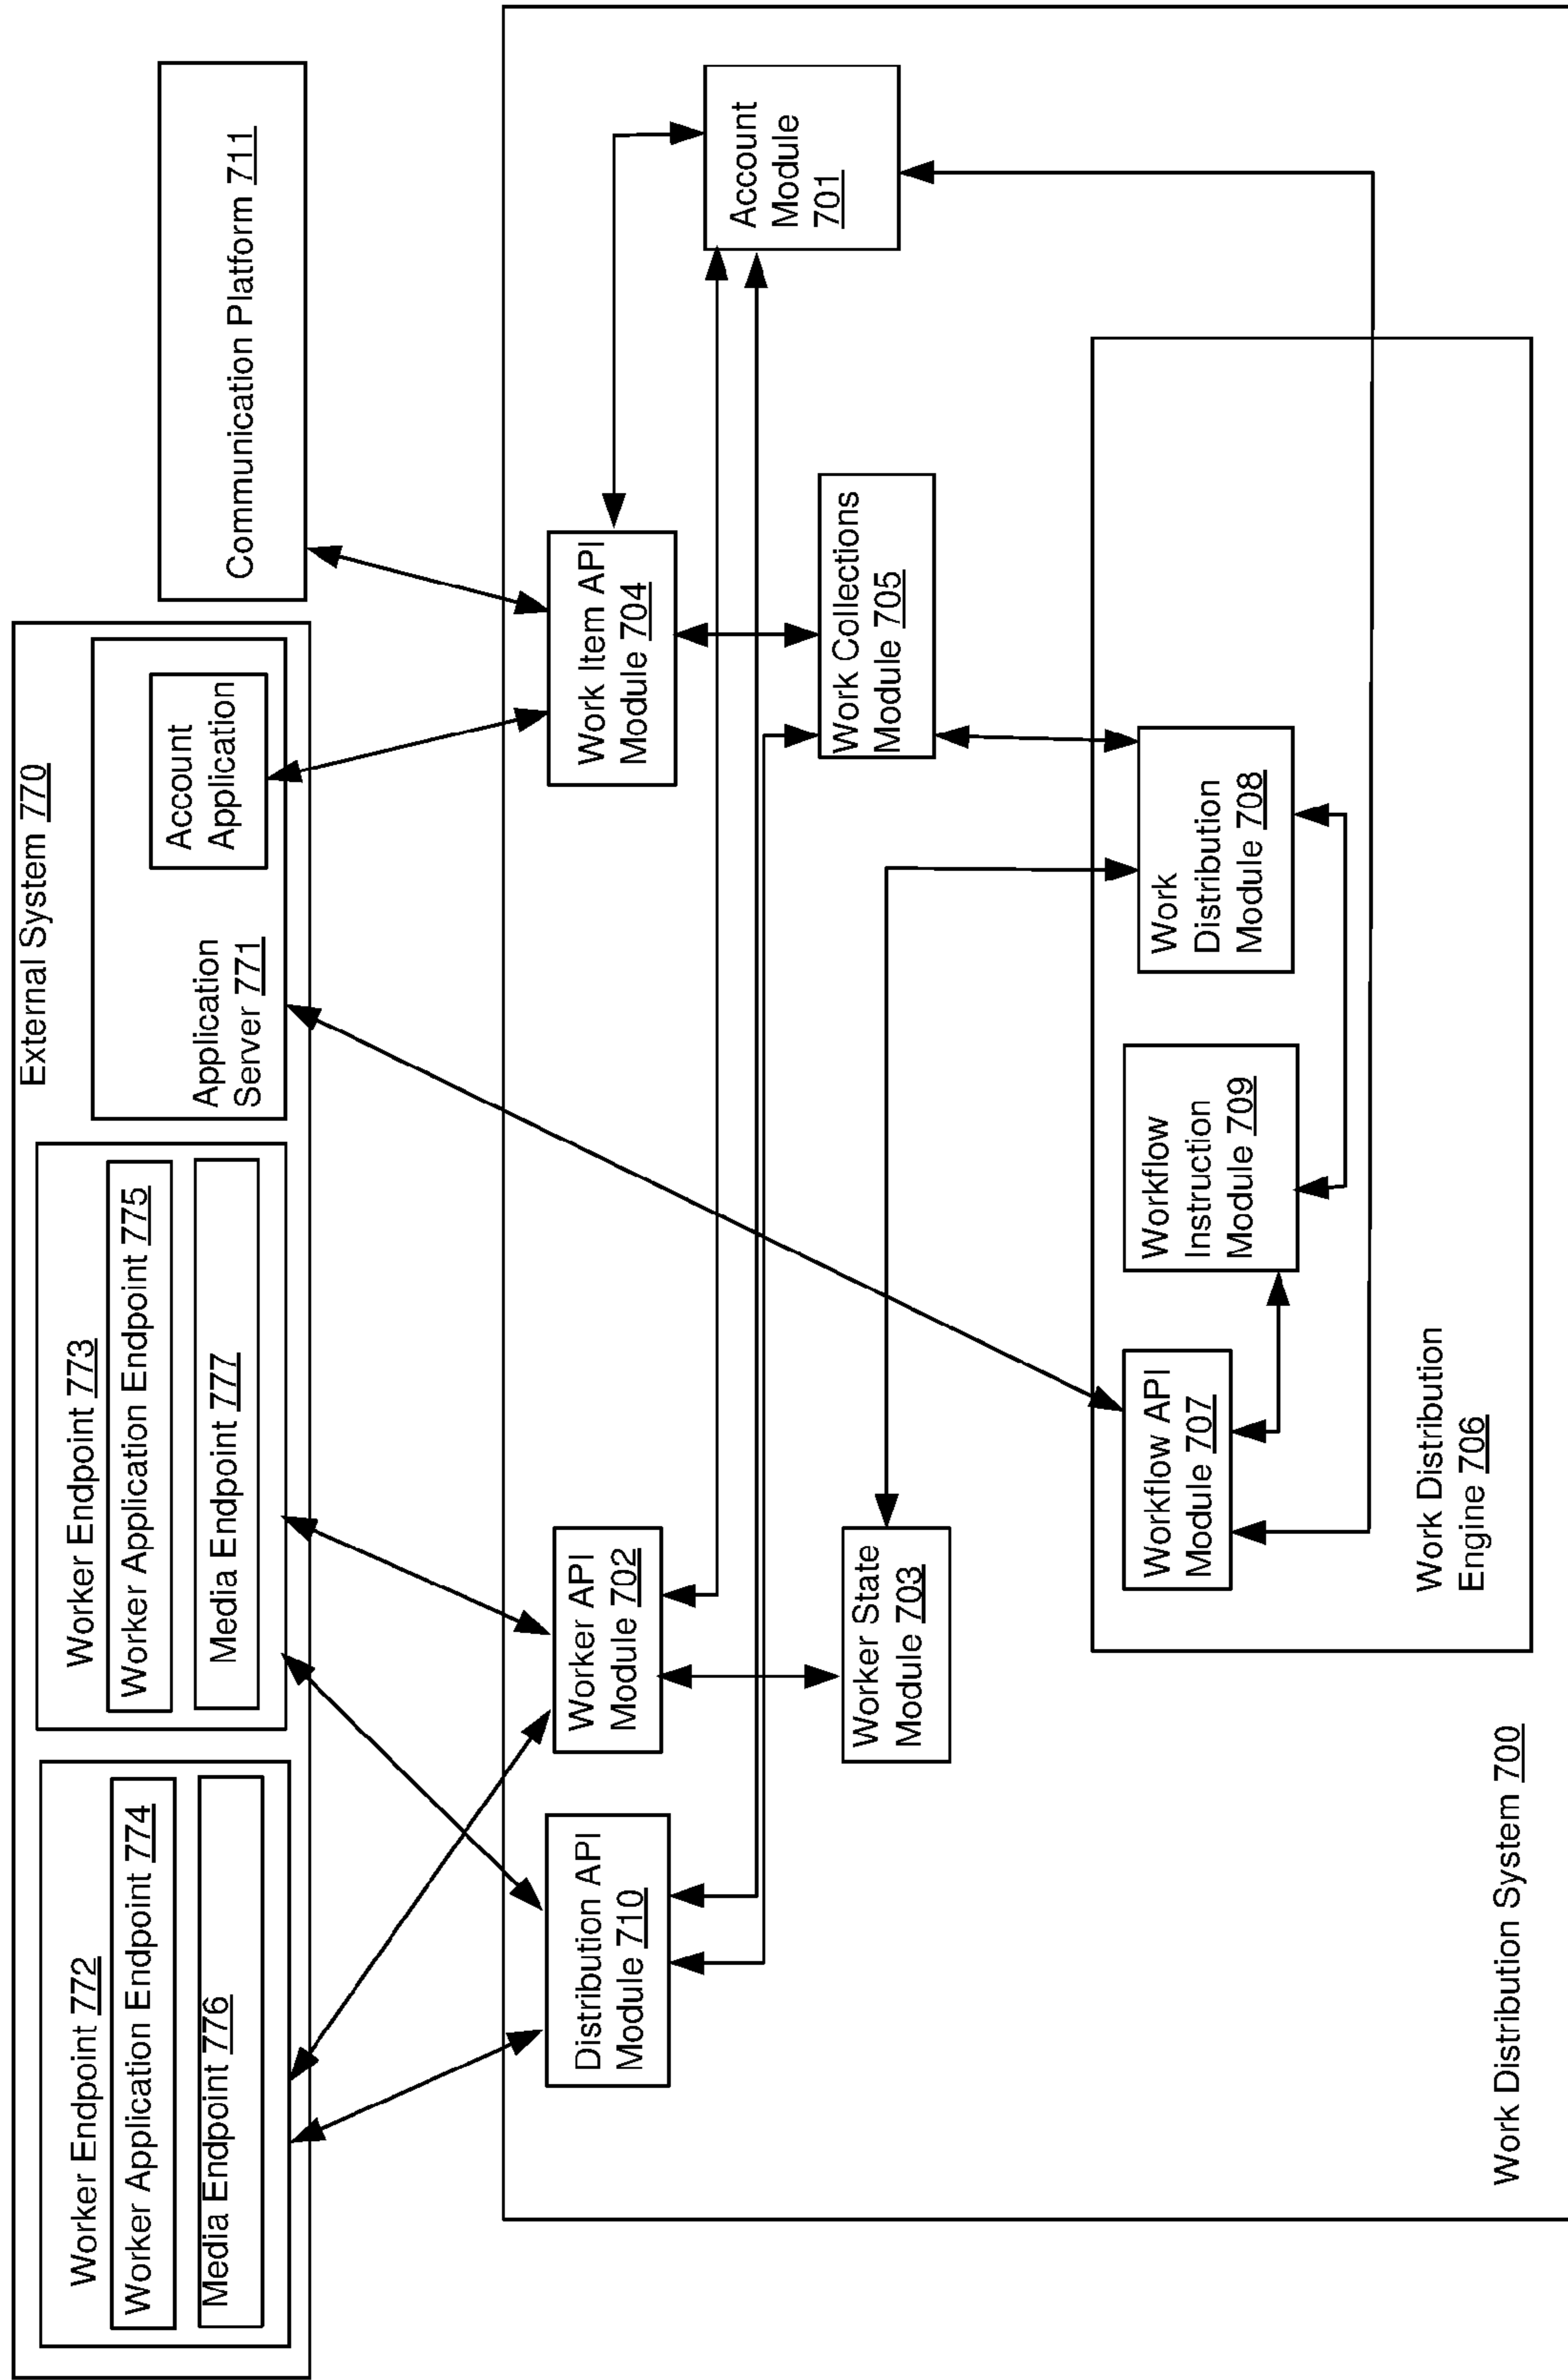 External System 770
Worker Endpoint 772
Worker Application Endpoint 774
Media Endpoint 776
Worker Endpoint 773
Worker Application Endpoint 775
Media Endpoint 777
Application
Server 771
Account
Application
Communication Platform 711
Distribution API
Module 710
Worker API
Module 702
Work Item API
Module 704
Account
Module
701
Worker State
Module 703
Work Collections
Module 705
Workflow API
Module 707
Workflow
Instruction
Module 709
Work
Distribution
Module 708
Work Distribution
Engine 706
Work Distribution System 700